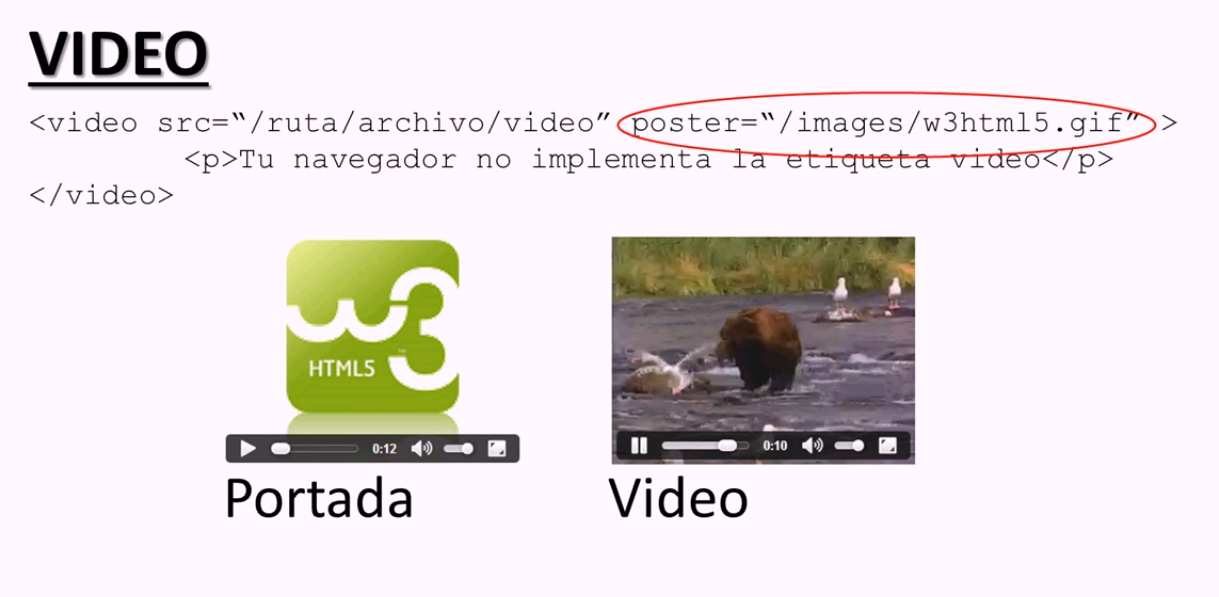 VIDEO
<video src=“/ruta/archivo/video” poster=“/images/w3html5.gif” >
<p>Tu navegador no implementa la etiqueta video</p>
</video>
w3
HTML5
™
0:12
0:10
Portada
Video